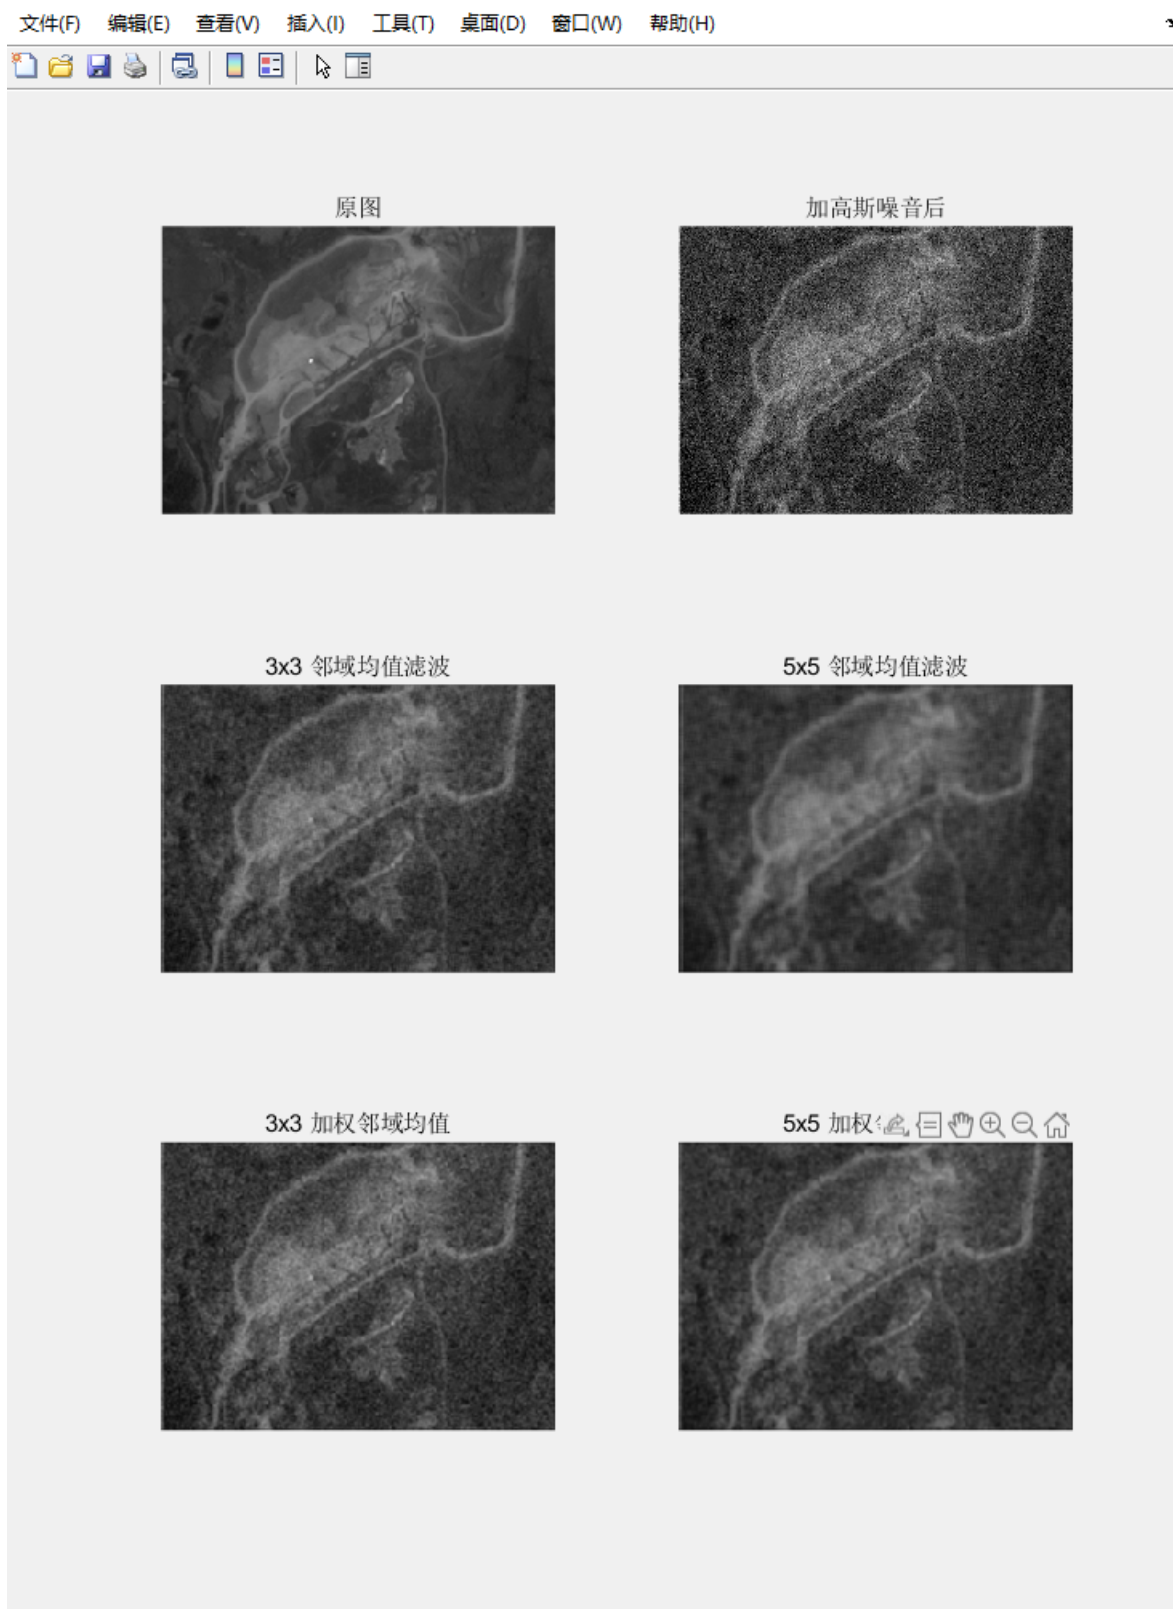 文件(F) 编辑(E) 查看(V) 插入(I) 工具(T) 桌面(D) 窗口(W) 帮助(H)
原图
加高斯噪音后
3x3 邻域均值滤波
5x5 邻域均值滤波
3x3 加权邻域均值
5x5 加权